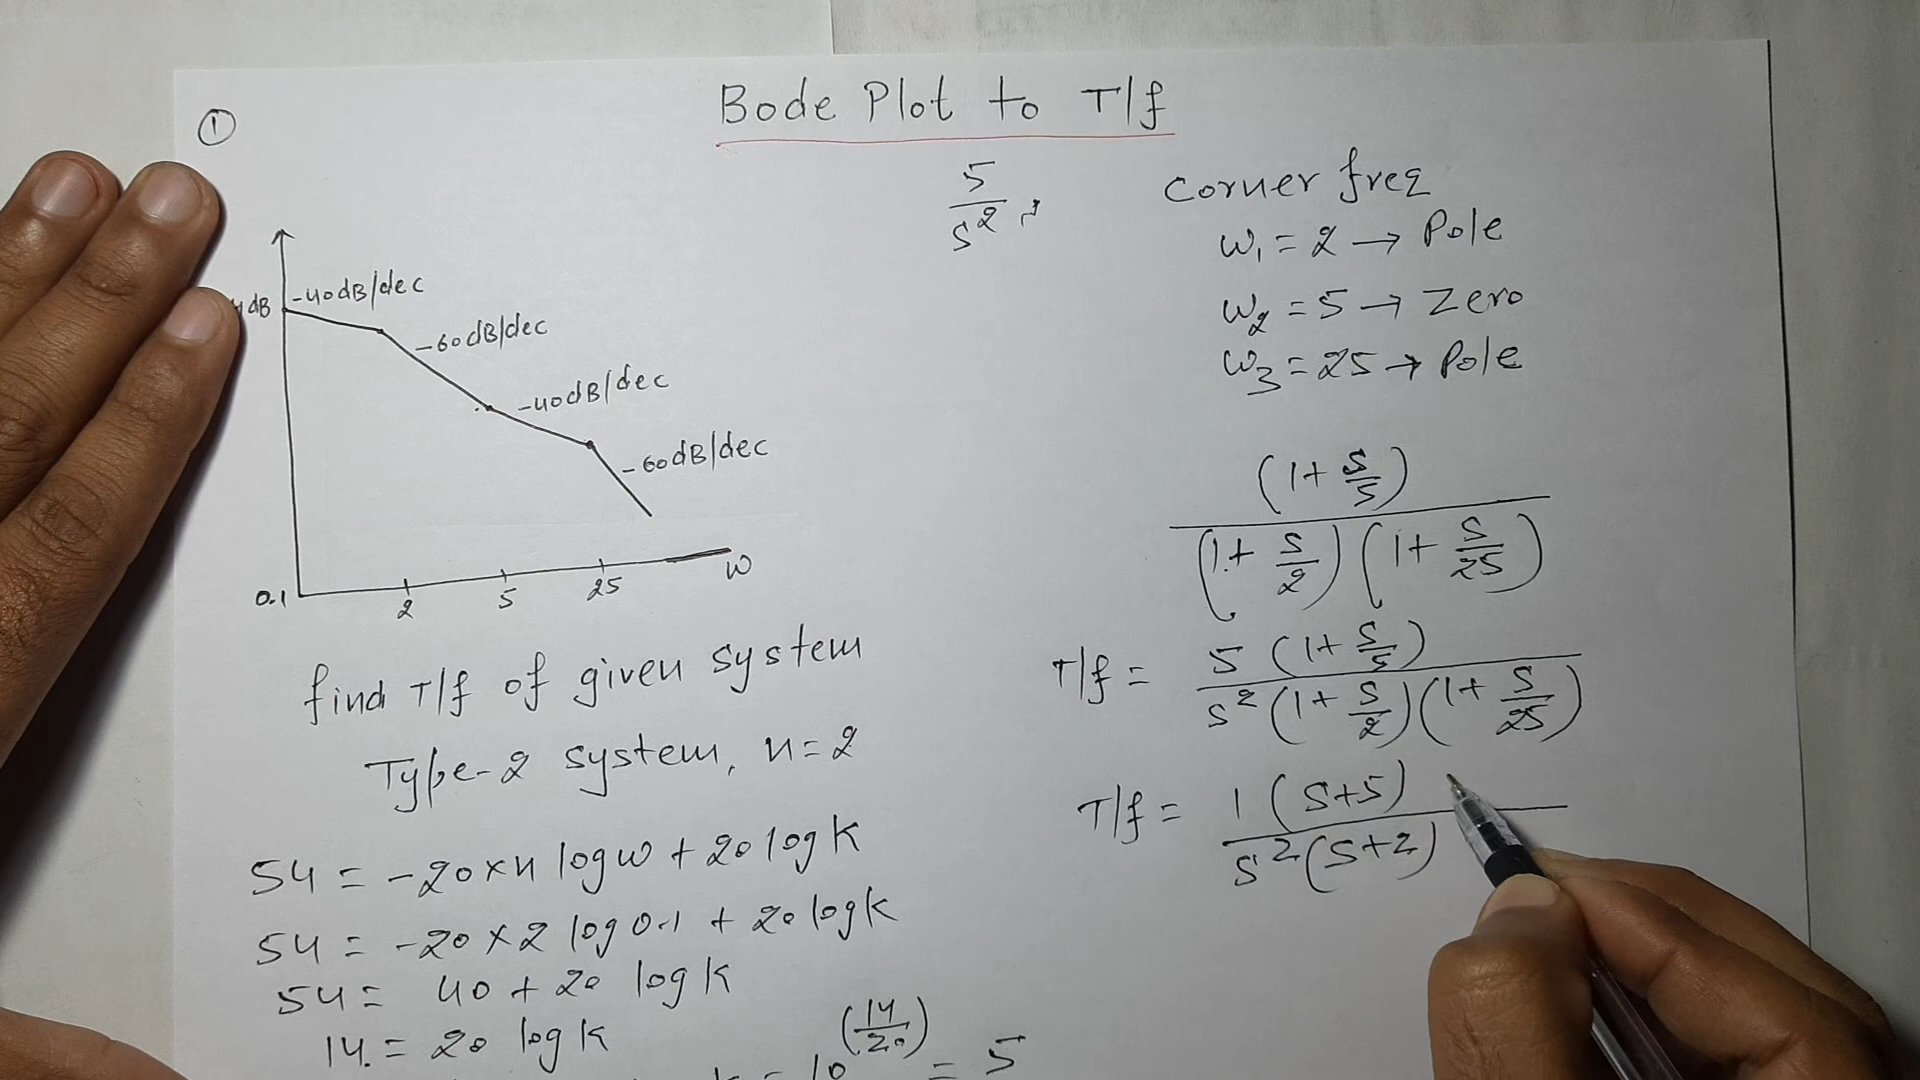 Bode Plot to T/f
①
5/s²,
Corner freq
ω₁ = 2 → Pole
ω₂ = 5 → Zero
ω₃ = 25 → Pole
dB
-40dB/dec
-60dB/dec
-40dB/dec
-60dB/dec
0.1
2
5
25
ω
(1+s/5) / (1+s/2)(1+s/25)
find T/f of given system
Type-2 system, n=2
54 = -20×n logω + 20 log k
54 = -20×2 log 0.1 + 20 log k
54 = 40 + 20 log k
14. = 20 log k
k = 10^(14/20) = 5
T/f = 5(1+s/5) / s²(1+s/2)(1+s/25)
T/f = 1(s+5) / s²(s+2)